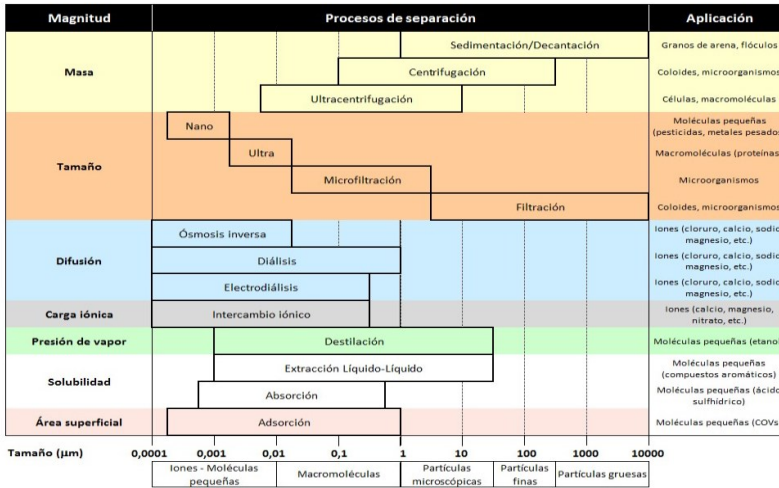 Magnitud Procesos de separación Aplicación
Sedimentación/Decantación Granos de arena, flóculos
Masa Centrifugación Coloides, microorganismos
Ultracentrifugación Células, macromoléculas
Nano Moléculas pequeñas
(pesticidas, metales pesados
Ultra Macromoléculas (proteínas
Tamaño Microfiltración Microorganismos
Filtración Coloides, microorganismos
Ósmosis inversa Iones (cloruro, calcio, sodio
magnesio, etc.)
Difusión Diálisis Iones (cloruro, calcio, sodio
magnesio, etc.)
Electrodiálisis Iones (cloruro, calcio, sodio
magnesio, etc.)
Carga iónica Intercambio iónico Iones (calcio, magnesio,
nitrato, etc.)
Presión de vapor Destilación Moléculas pequeñas (etanol
Solubilidad Extracción Líquido-Líquido Moléculas pequeñas
(compuestos aromáticos)
Absorción Moléculas pequeñas (ácido
sulfhídrico)
Área superficial Adsorción Moléculas pequeñas (COVs
Tamaño (μm) 0,0001 0,001 0,01 0,1 1 10 100 1000 10000
Iones - Moléculas
pequeñas
Macromoléculas
Partículas
microscópicas
Partículas
finas
Partículas gruesas